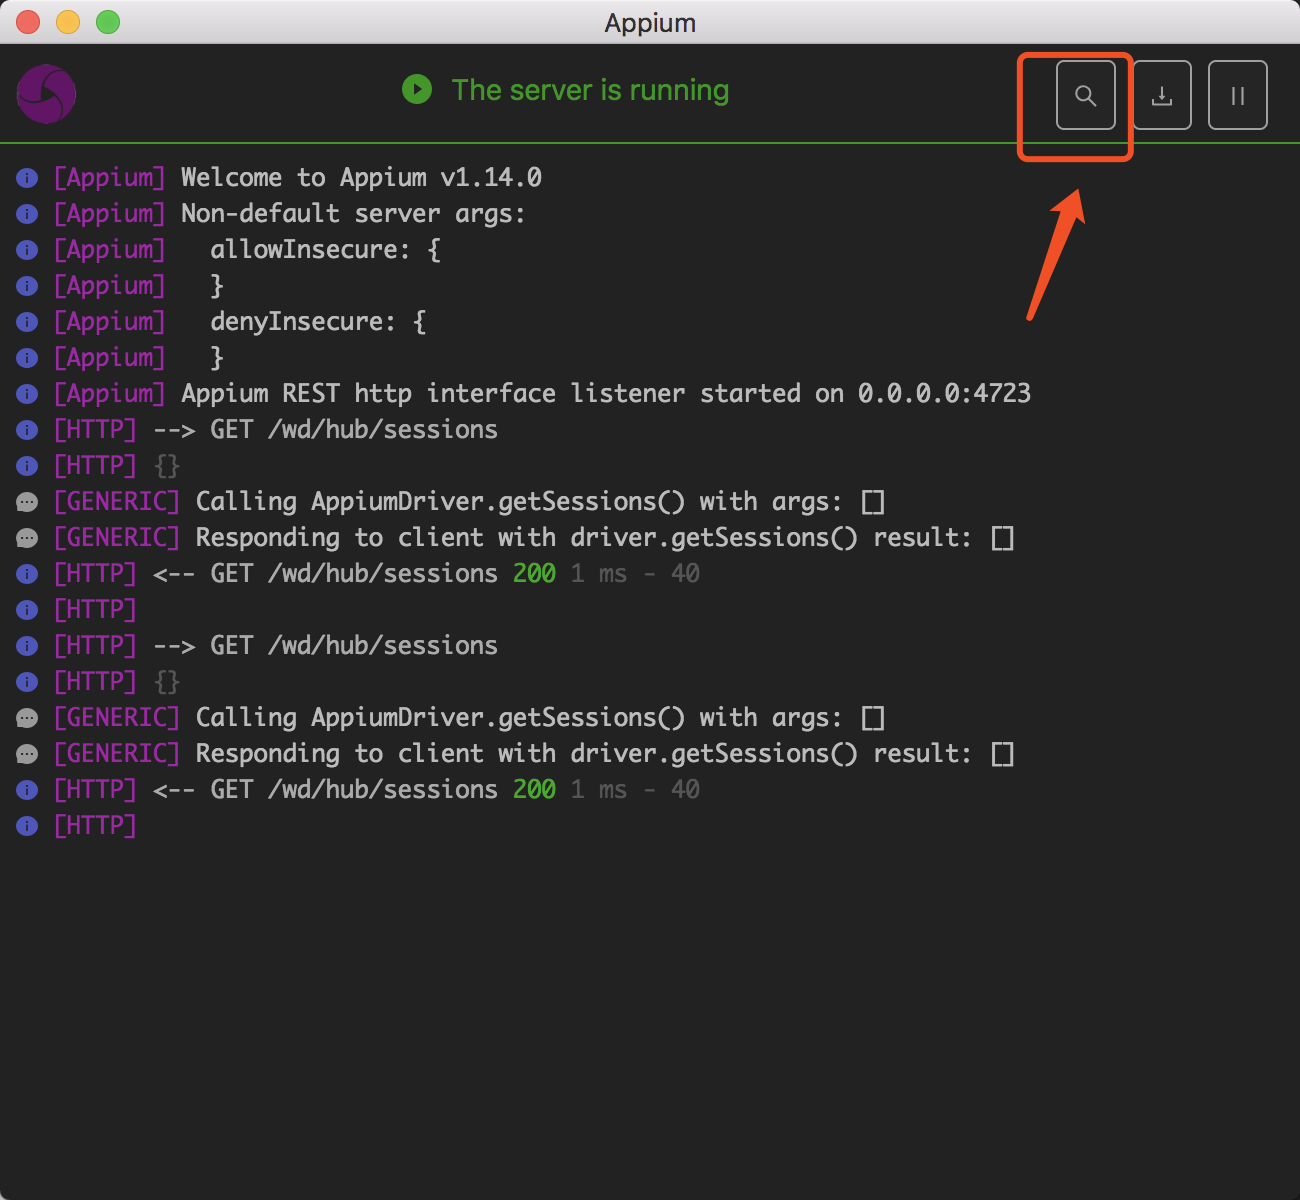 Appium
The server is running
[Appium] Welcome to Appium v1.14.0
[Appium] Non-default server args:
[Appium]   allowInsecure: {
[Appium]   }
[Appium]   denyInsecure: {
[Appium]   }
[Appium] Appium REST http interface listener started on 0.0.0.0:4723
[HTTP] --> GET /wd/hub/sessions
[HTTP] {}
[GENERIC] Calling AppiumDriver.getSessions() with args: []
[GENERIC] Responding to client with driver.getSessions() result: []
[HTTP] <-- GET /wd/hub/sessions 200 1 ms - 40
[HTTP]
[HTTP] --> GET /wd/hub/sessions
[HTTP] {}
[GENERIC] Calling AppiumDriver.getSessions() with args: []
[GENERIC] Responding to client with driver.getSessions() result: []
[HTTP] <-- GET /wd/hub/sessions 200 1 ms - 40
[HTTP]